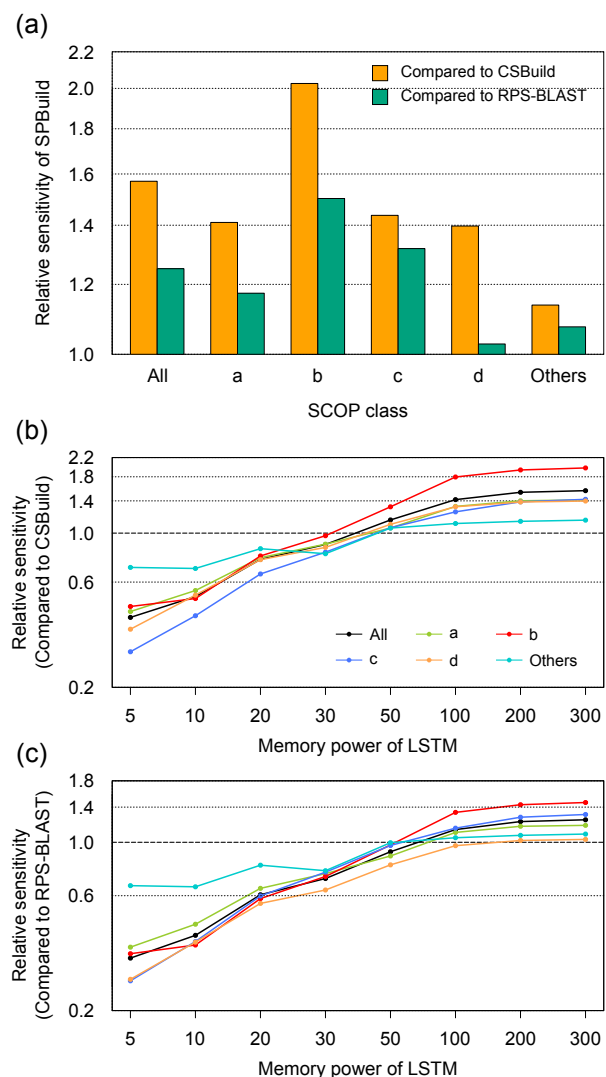 (a)
Relative sensitivity of SPBuild
2.2
2.0
1.8
1.6
1.4
1.2
1.0
Compared to CSBuild
Compared to RPS-BLAST
All a b c d Others
SCOP class
(b)
Relative sensitivity
(Compared to CSBuild)
2.2
1.8
1.4
1.0
0.6
0.2
All a b
c d Others
5 10 20 30 50 100 200 300
Memory power of LSTM
(c)
Relative sensitivity
(Compared to RPS-BLAST)
1.8
1.4
1.0
0.6
0.2
5 10 20 30 50 100 200 300
Memory power of LSTM